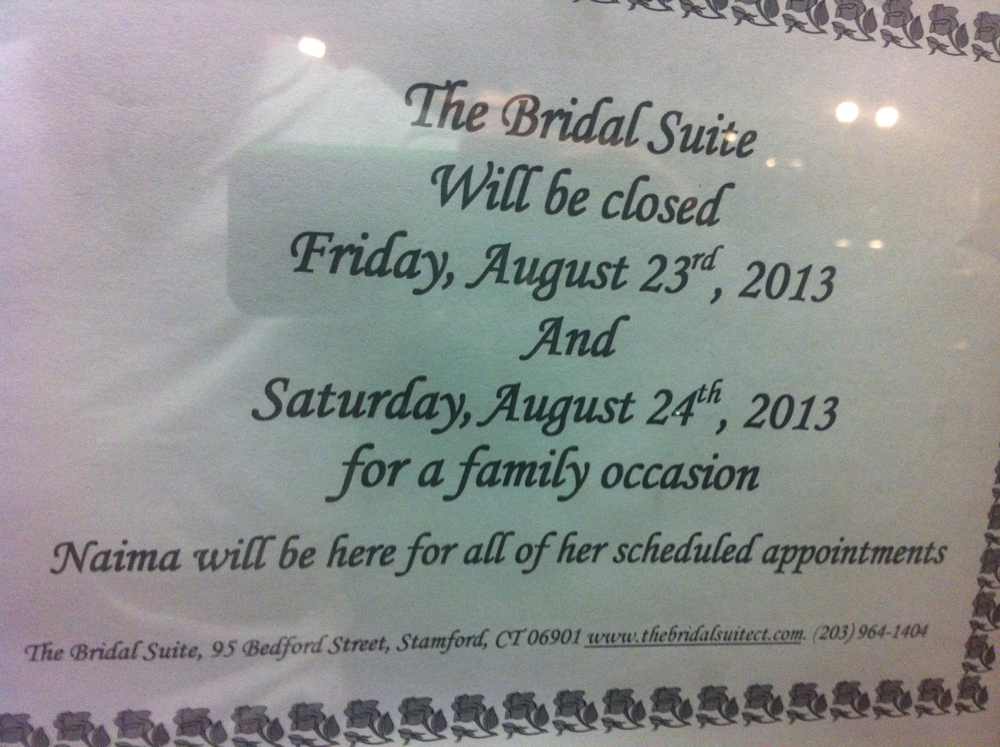 The Bridal Suite
Will be closed
Friday, August 23rd, 2013
And
Saturday, August 24th, 2013
for a family occasion
Naima will be here for all of her scheduled appointments
The Bridal Suite, 95 Bedford Street, Stamford, CT 06901 www.thebridalsuitect.com. (203) 964-1404